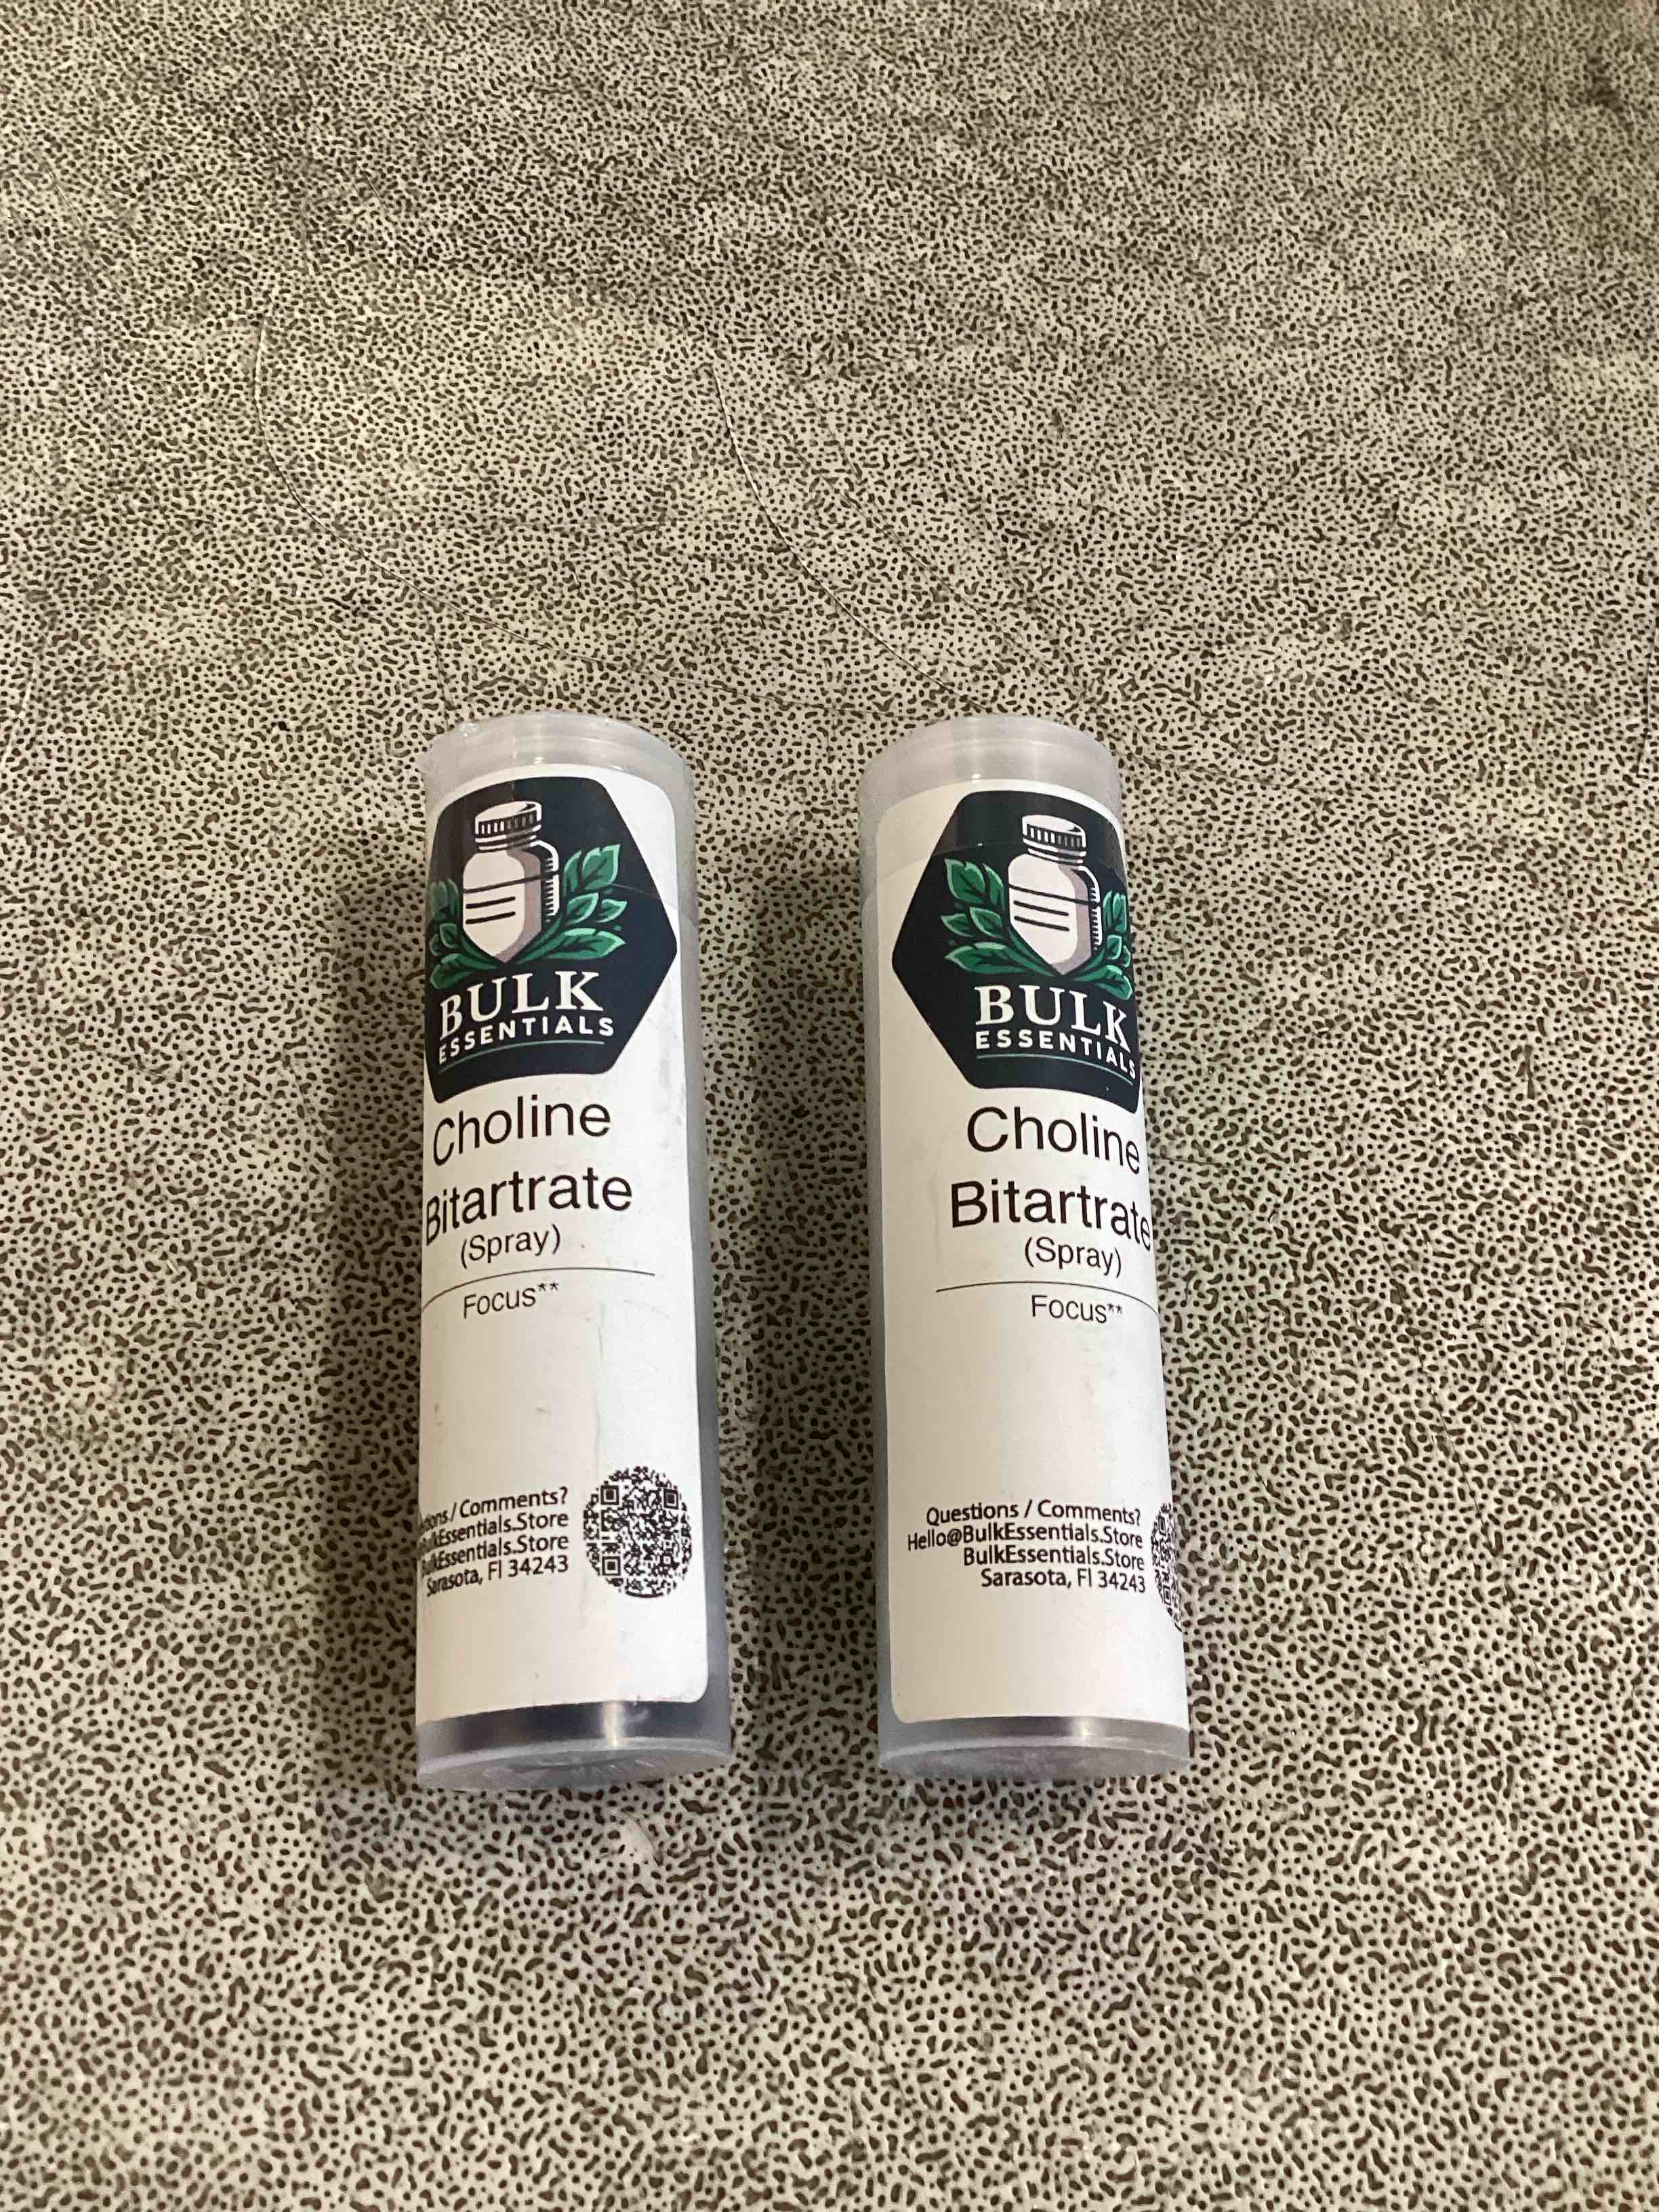 BULK
ESSENTIALS
Choline
Bitartrate
(Spray)
Focus**
/ Comments?
BulkEssentials.Store
BulkEssentials.Store
Sarasota, Fl 34243
BULK
ESSENTIALS
Choline
Bitartrate
(Spray)
Focus**
Questions / Comments?
Hello@BulkEssentials.Store
BulkEssentials.Store
Sarasota, Fl 34243